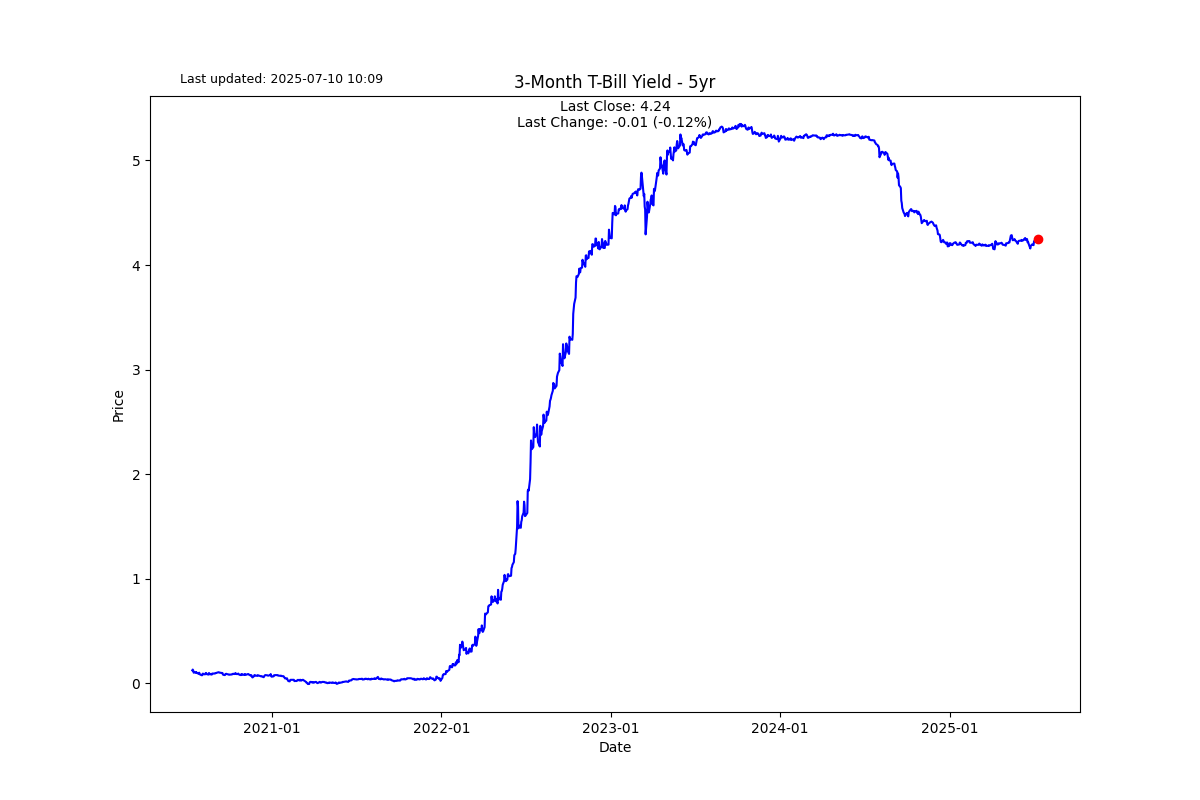 Last updated: 2025-07-10 10:09
3-Month T-Bill Yield - 5yr
Last Close: 4.24
Last Change: -0.01 (-0.12%)
Price
5
4
3
2
1
0
2021-01
2022-01
2023-01
2024-01
2025-01
Date